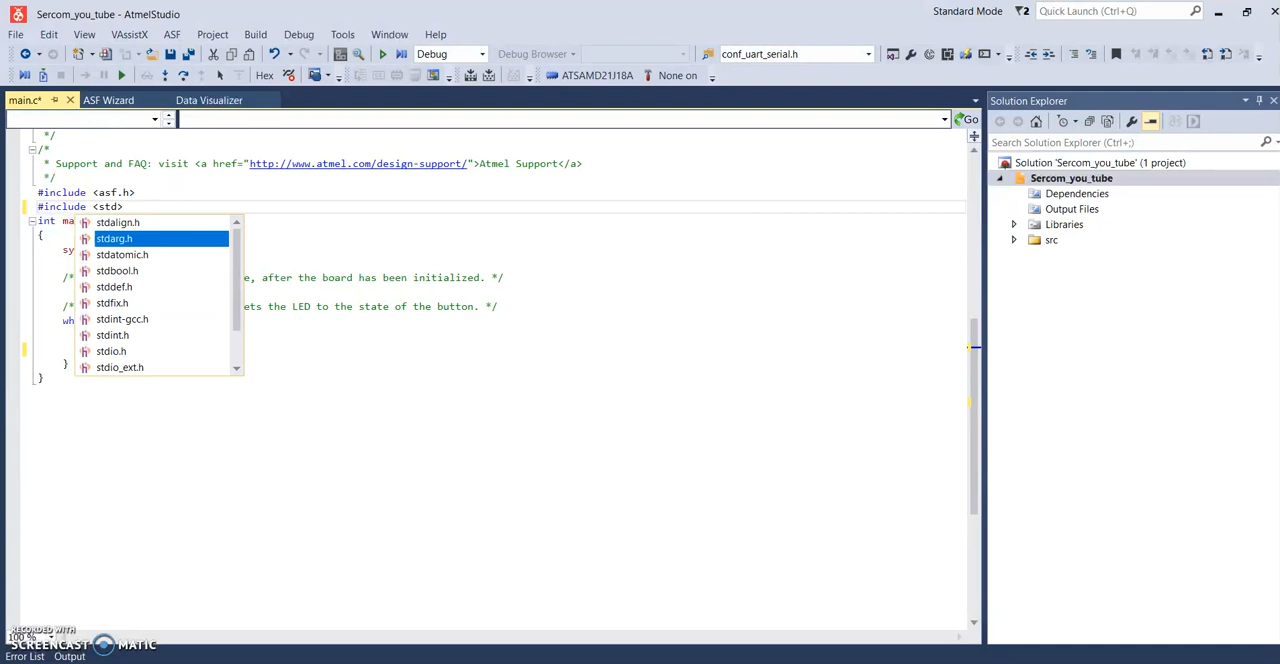 Sercom_you_tube - AtmelStudio
Standard Mode
2
Quick Launch (Ctrl+Q)
File Edit View VAssistX ASF Project Build Debug Tools Window Help
Debug
Debug Browser
conf_uart_serial.h
Hex
ATSAMD21J18A
None on
main.c*
ASF Wizard
Data Visualizer
Go
*/
/*
* Support and FAQ: visit <a href="http://www.atmel.com/design-support/">Atmel Support</a>
*/
#include <asf.h>
#include <std>
int ma
{
sy
/* e, after the board has been initialized. */
/* ets the LED to the state of the button. */
wh
}
}
stdalign.h
stdarg.h
stdatomic.h
stdbool.h
stddef.h
stdfix.h
stdint-gcc.h
stdint.h
stdio.h
stdio_ext.h
Solution Explorer
Search Solution Explorer (Ctrl+;)
Solution 'Sercom_you_tube' (1 project)
Sercom_you_tube
Dependencies
Output Files
Libraries
src
100 %
RECORDED WITH
SCREENCAST MATIC
Error List
Output